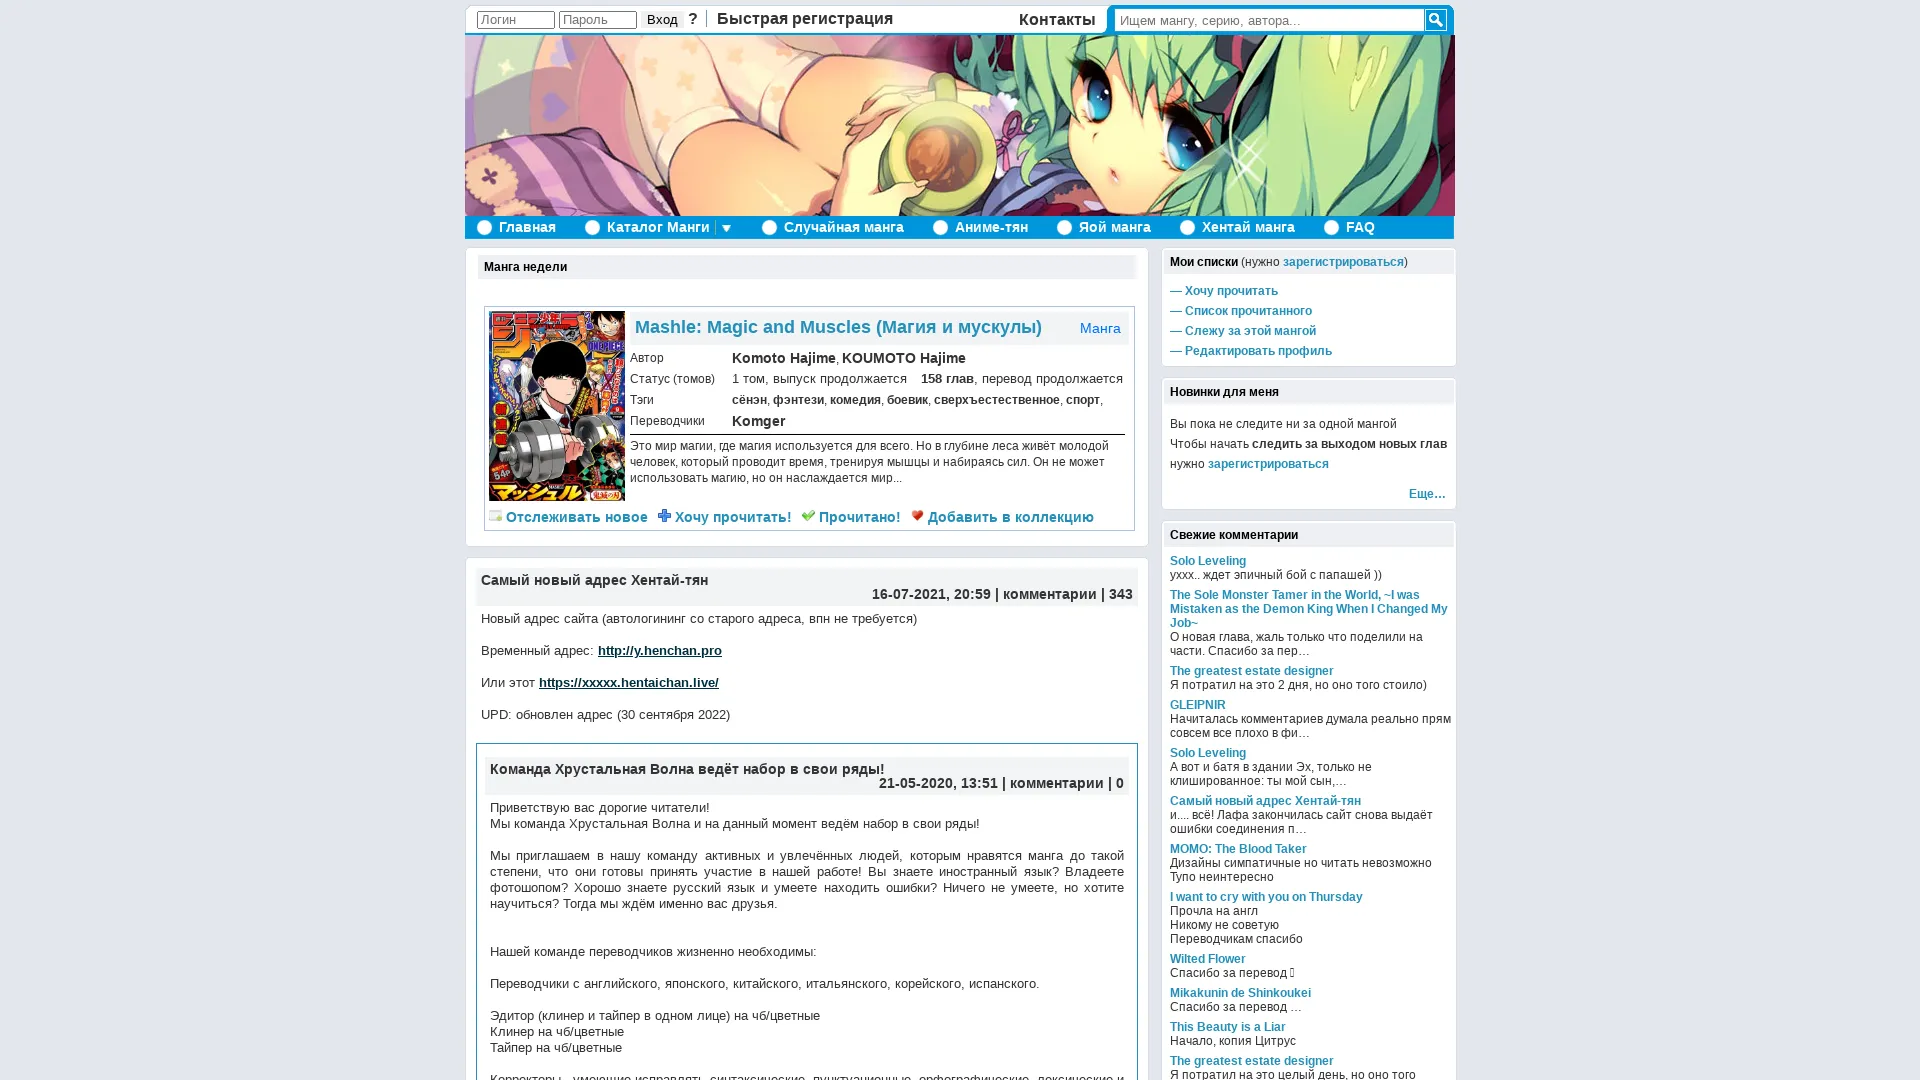 Логин Пароль Вход ? Быстрая регистрация Контакты Ищем мангу, серию, автора...
Главная Каталог Манги Случайная манга Аниме-тян Яой манга Хентай манга FAQ
Манга недели
Mashle: Magic and Muscles (Магия и мускулы) Манга
Автор Komoto Hajime, KOUMOTO Hajime
Статус (томов) 1 том, выпуск продолжается 158 глав, перевод продолжается
Тэги сёнэн, фэнтези, комедия, боевик, сверхъестественное, спорт,
Переводчики Komger
Это мир магии, где магия используется для всего. Но в глубине леса живёт молодой
человек, который проводит время, тренируя мышцы и набираясь сил. Он не может
использовать магию, но он наслаждается мир...
Отслеживать новое Хочу прочитать! Прочитано! Добавить в коллекцию
Самый новый адрес Хентай-тян
16-07-2021, 20:59 | комментарии | 343
Новый адрес сайта (автологининг со старого адреса, впн не требуется)
Временный адрес: http://y.henchan.pro
Или этот https://xxxxx.hentaichan.live/
UPD: обновлен адрес (30 сентября 2022)
Команда Хрустальная Волна ведёт набор в свои ряды!
21-05-2020, 13:51 | комментарии | 0
Приветствую вас дорогие читатели!
Мы команда Хрустальная Волна и на данный момент ведём набор в свои ряды!
Мы приглашаем в нашу команду активных и увлечённых людей, которым нравятся манга до такой
степени, что они готовы принять участие в нашей работе! Вы знаете иностранный язык? Владеете
фотошопом? Хорошо знаете русский язык и умеете находить ошибки? Ничего не умеете, но хотите
научиться? Тогда мы ждём именно вас друзья.
Нашей команде переводчиков жизненно необходимы:
Переводчики с английского, японского, китайского, итальянского, корейского, испанского.
Эдитор (клинер и тайпер в одном лице) на чб/цветные
Клинер на чб/цветные
Тайпер на чб/цветные
Корректоры, умеющие исправлять синтаксические, пунктуационные, орфографические, лексические и
Мои списки (нужно зарегистрироваться)
— Хочу прочитать
— Список прочитанного
— Слежу за этой мангой
— Редактировать профиль
Новинки для меня
Вы пока не следите ни за одной мангой
Чтобы начать следить за выходом новых глав
нужно зарегистрироваться
Еще...
Свежие комментарии
Solo Leveling
уххх.. ждет эпичный бой с папашей ))
The Sole Monster Tamer in the World, ~I was
Mistaken as the Demon King When I Changed My
Job~
О новая глава, жаль только что поделили на
части. Спасибо за пер…
The greatest estate designer
Я потратил на это 2 дня, но оно того стоило)
GLEIPNIR
Начиталась комментариев думала реально прям
совсем все плохо в фи…
Solo Leveling
А вот и батя в здании Эх, только не
клишированное: ты мой сын,…
Самый новый адрес Хентай-тян
и.... всё! Лафа закончилась сайт снова выдаёт
ошибки соединения п…
MOMO: The Blood Taker
Дизайны симпатичные но читать невозможно
Тупо неинтересно
I want to cry with you on Thursday
Прочла на англ
Никому не советую
Переводчикам спасибо
Wilted Flower
Спасибо за перевод
Mikakunin de Shinkoukei
Спасибо за перевод …
This Beauty is a Liar
Начало, копия Цитрус
The greatest estate designer
Я потратил на это целый день, но оно того